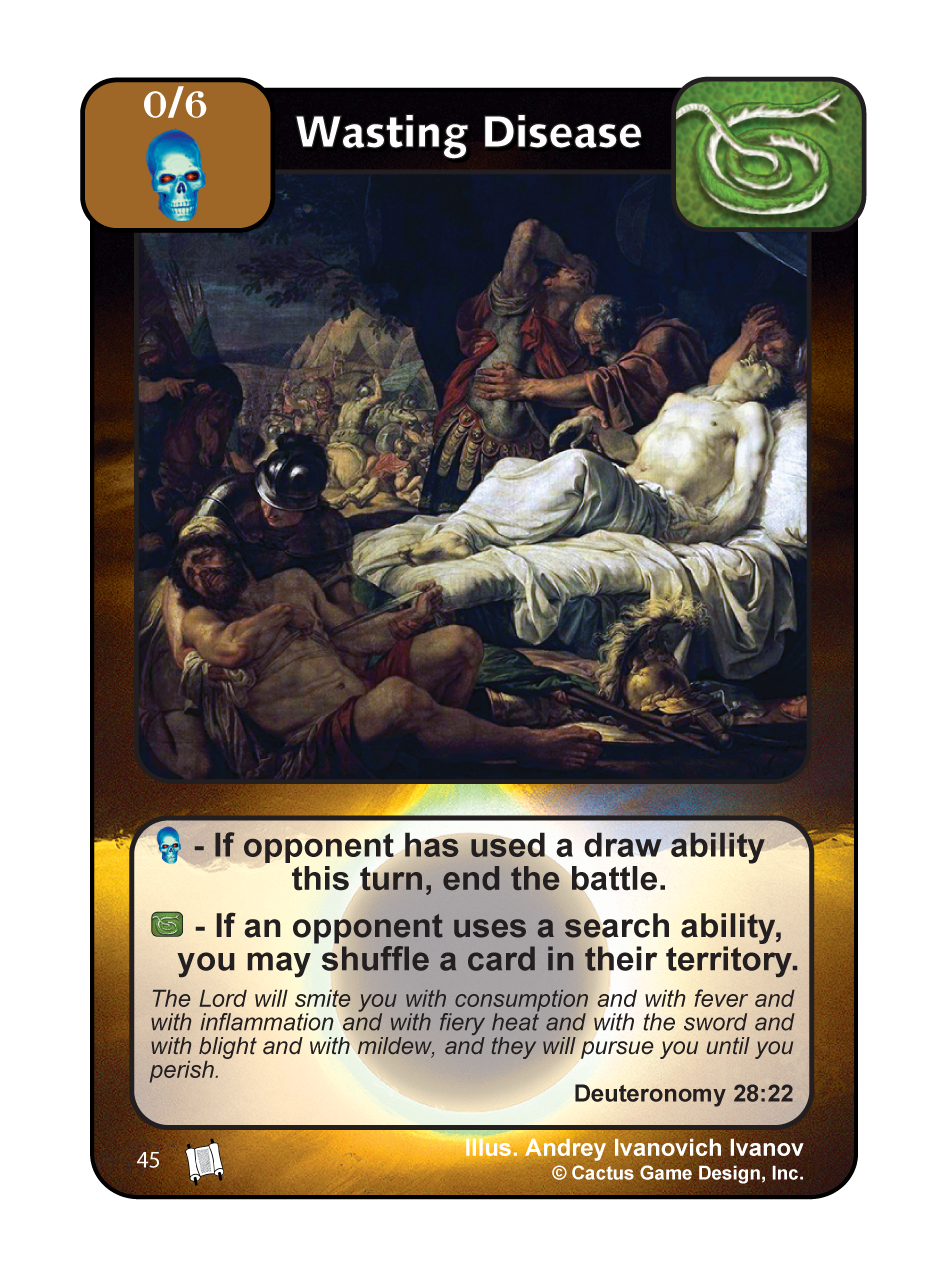 0/6
Wasting Disease
- If opponent has used a draw ability
this turn, end the battle.
- If an opponent uses a search ability,
you may shuffle a card in their territory.
The Lord will smite you with consumption and with fever and
with inflammation and with fiery heat and with the sword and
with blight and with mildew, and they will pursue you until you
perish.
Deuteronomy 28:22
45
Illus. Andrey Ivanovich Ivanov
© Cactus Game Design, Inc.